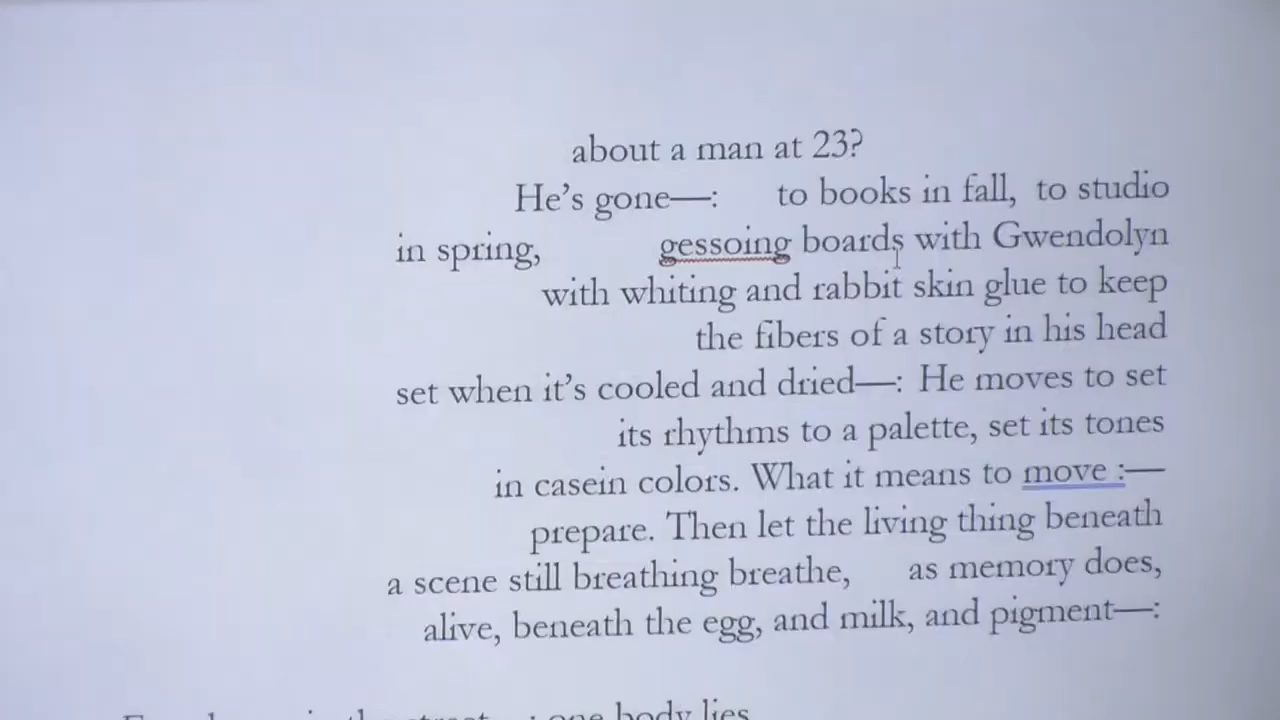 about a man at 23?
He’s gone—: to books in fall, to studio
in spring, gessoing boards with Gwendolyn
with whiting and rabbit skin glue to keep
the fibers of a story in his head
set when it’s cooled and dried—: He moves to set
its rhythms to a palette, set its tones
in casein colors. What it means to move :—
prepare. Then let the living thing beneath
a scene still breathing breathe, as memory does,
alive, beneath the egg, and milk, and pigment—:
one body lies